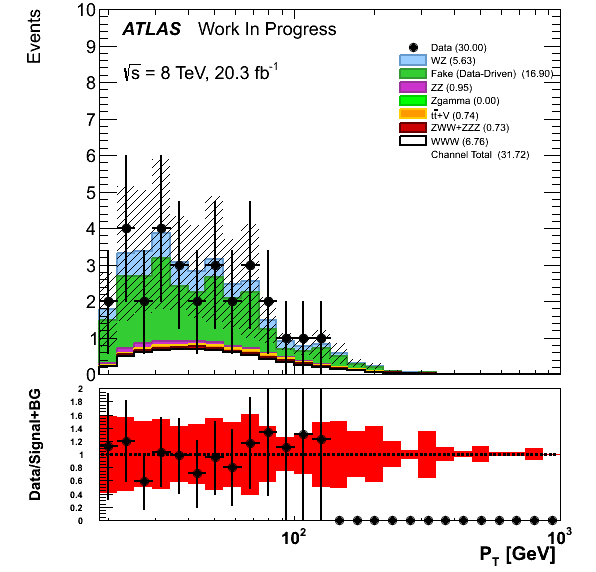 Events
10
9
8
7
6
5
4
3
2
1
0
ATLAS Work In Progress
√s = 8 TeV, 20.3 fb⁻¹
Data (30.00)
WZ (5.63)
Fake (Data-Driven) (16.90)
ZZ (0.95)
Zgamma (0.00)
tt̄+V (0.74)
ZWW+ZZZ (0.73)
WWW (6.76)
Channel Total (31.72)
Data/Signal+BG
2
1.8
1.6
1.4
1.2
1
0.8
0.6
0.4
0.2
0
10²
10³
P_T [GeV]